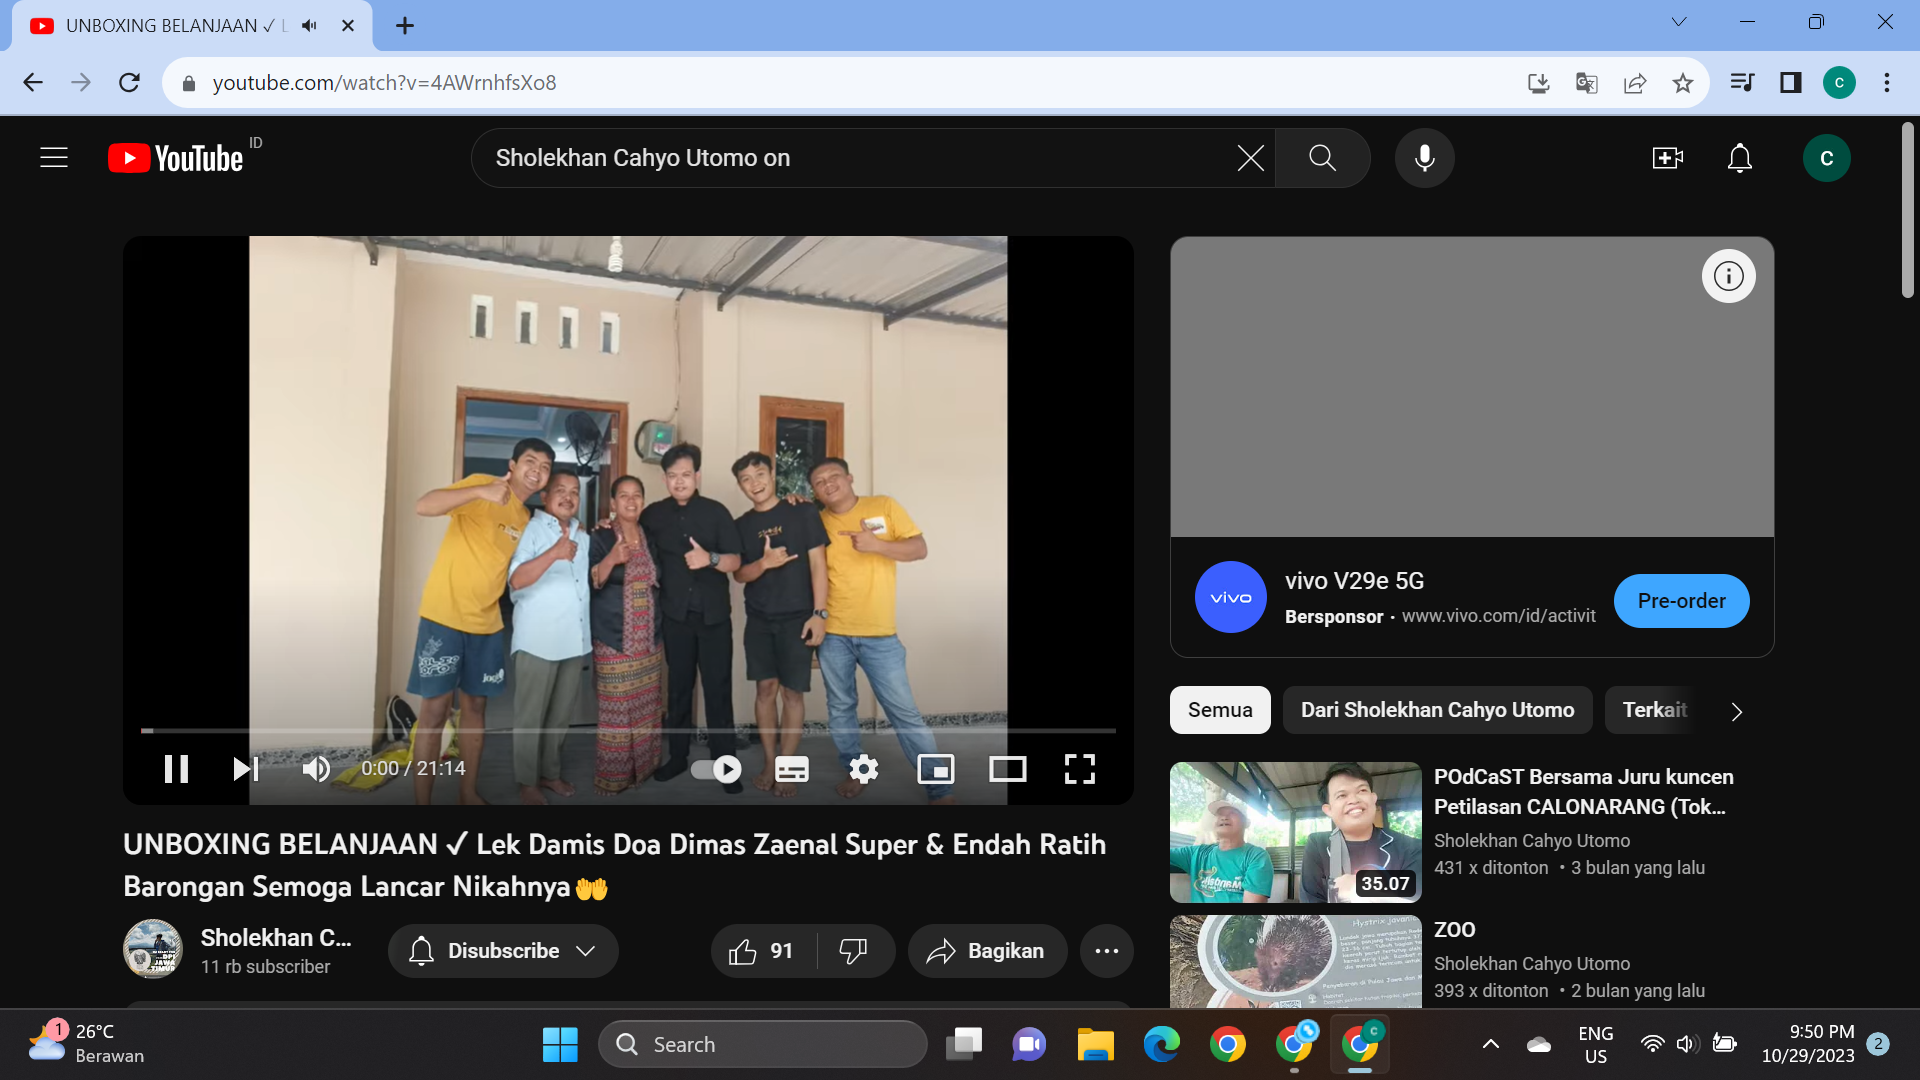 UNBOXING BELANJAAN ✓
youtube.com/watch?v=4AWrnhfsXo8
C
YouTube ID
Sholekhan Cahyo Utomo on
C
0:00 / 21:14
UNBOXING BELANJAAN ✓ Lek Damis Doa Dimas Zaenal Super & Endah Ratih
Barongan Semoga Lancar Nikahnya🤲
Sholekhan C...
11 rb subscriber
Disubscribe
91
Bagikan
vivo
vivo V29e 5G
Bersponsor · www.vivo.com/id/activit
Pre-order
Semua
Dari Sholekhan Cahyo Utomo
Terkait
35.07
POdCaST Bersama Juru kuncen
Petilasan CALONARANG (Tok...
Sholekhan Cahyo Utomo
431 x ditonton • 3 bulan yang lalu
Hystrix javani
ZOO
Sholekhan Cahyo Utomo
393 x ditonton • 2 bulan yang lalu
1
26°C
Berawan
Search
C
ENG
US
9:50 PM
10/29/2023
2